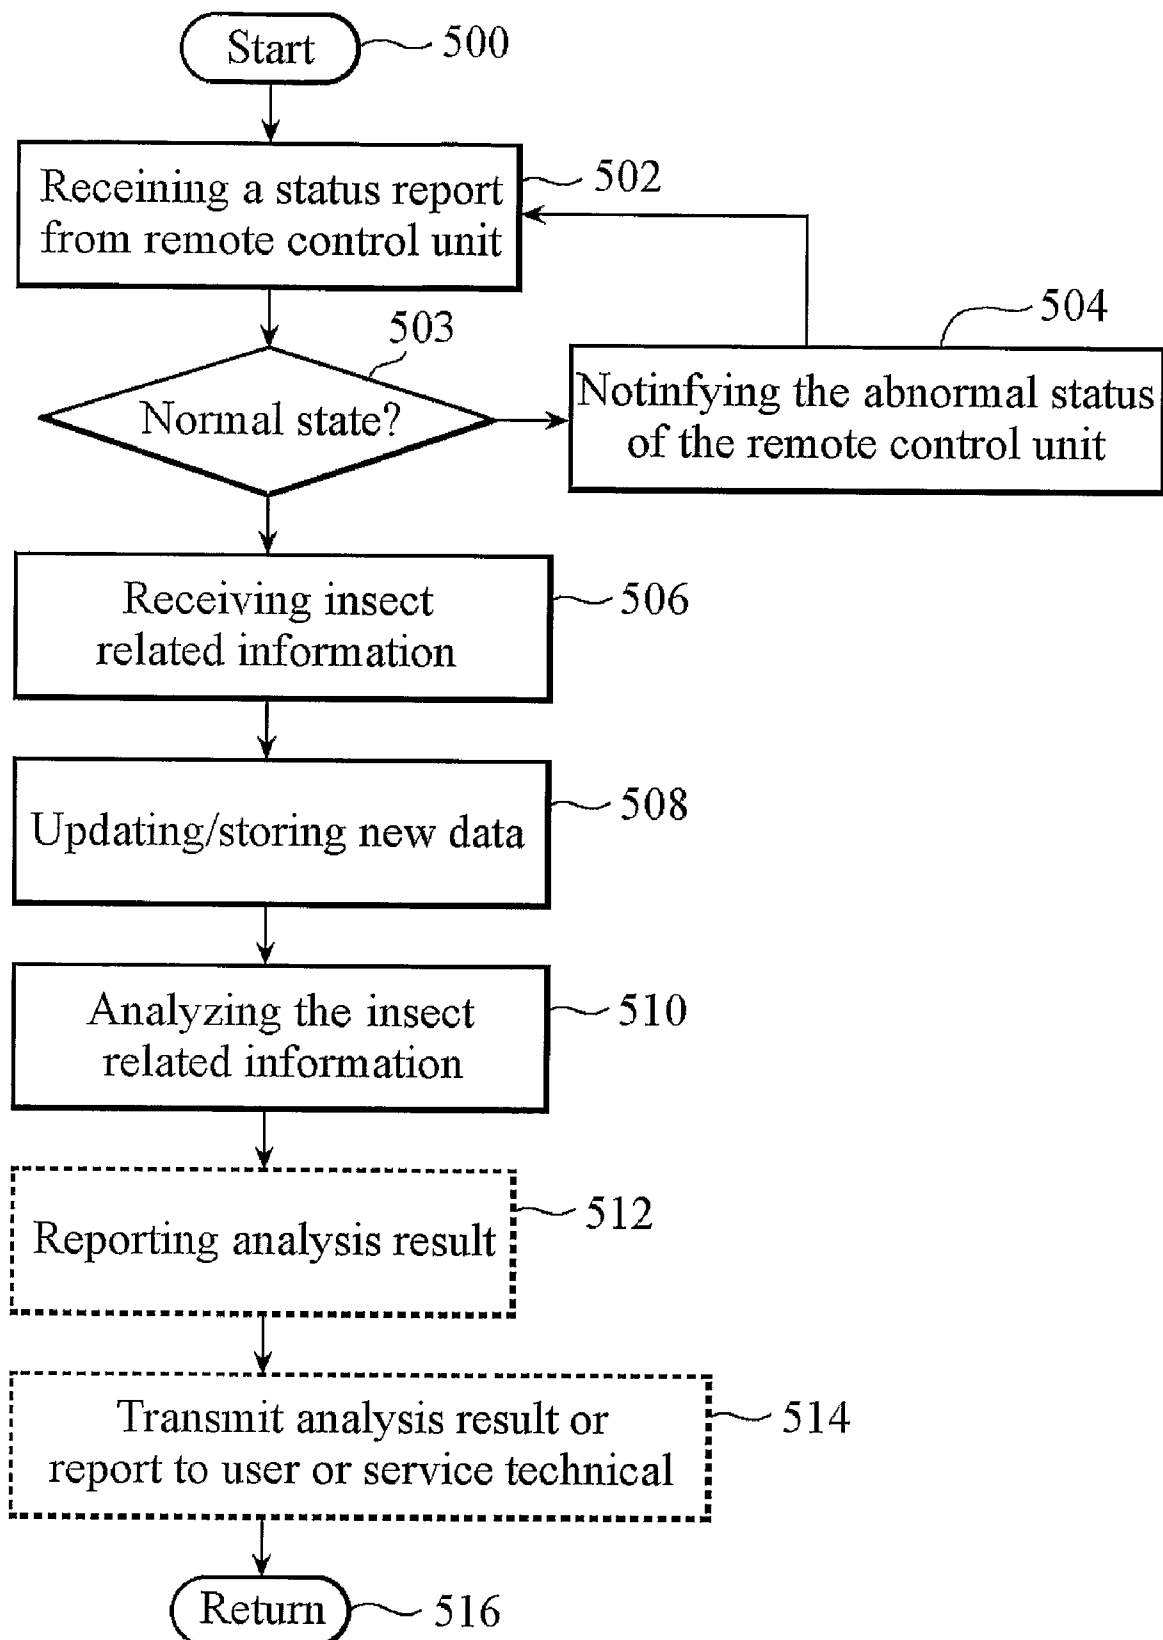 Start
500
Receining a status report
from remote control unit
502
503
Normal state?
504
Notinfying the abnormal status
of the remote control unit
Receiving insect
related information
506
Updating/storing new data
508
Analyzing the insect
related information
510
Reporting analysis result
512
Transmit analysis result or
report to user or service technical
514
Return
516